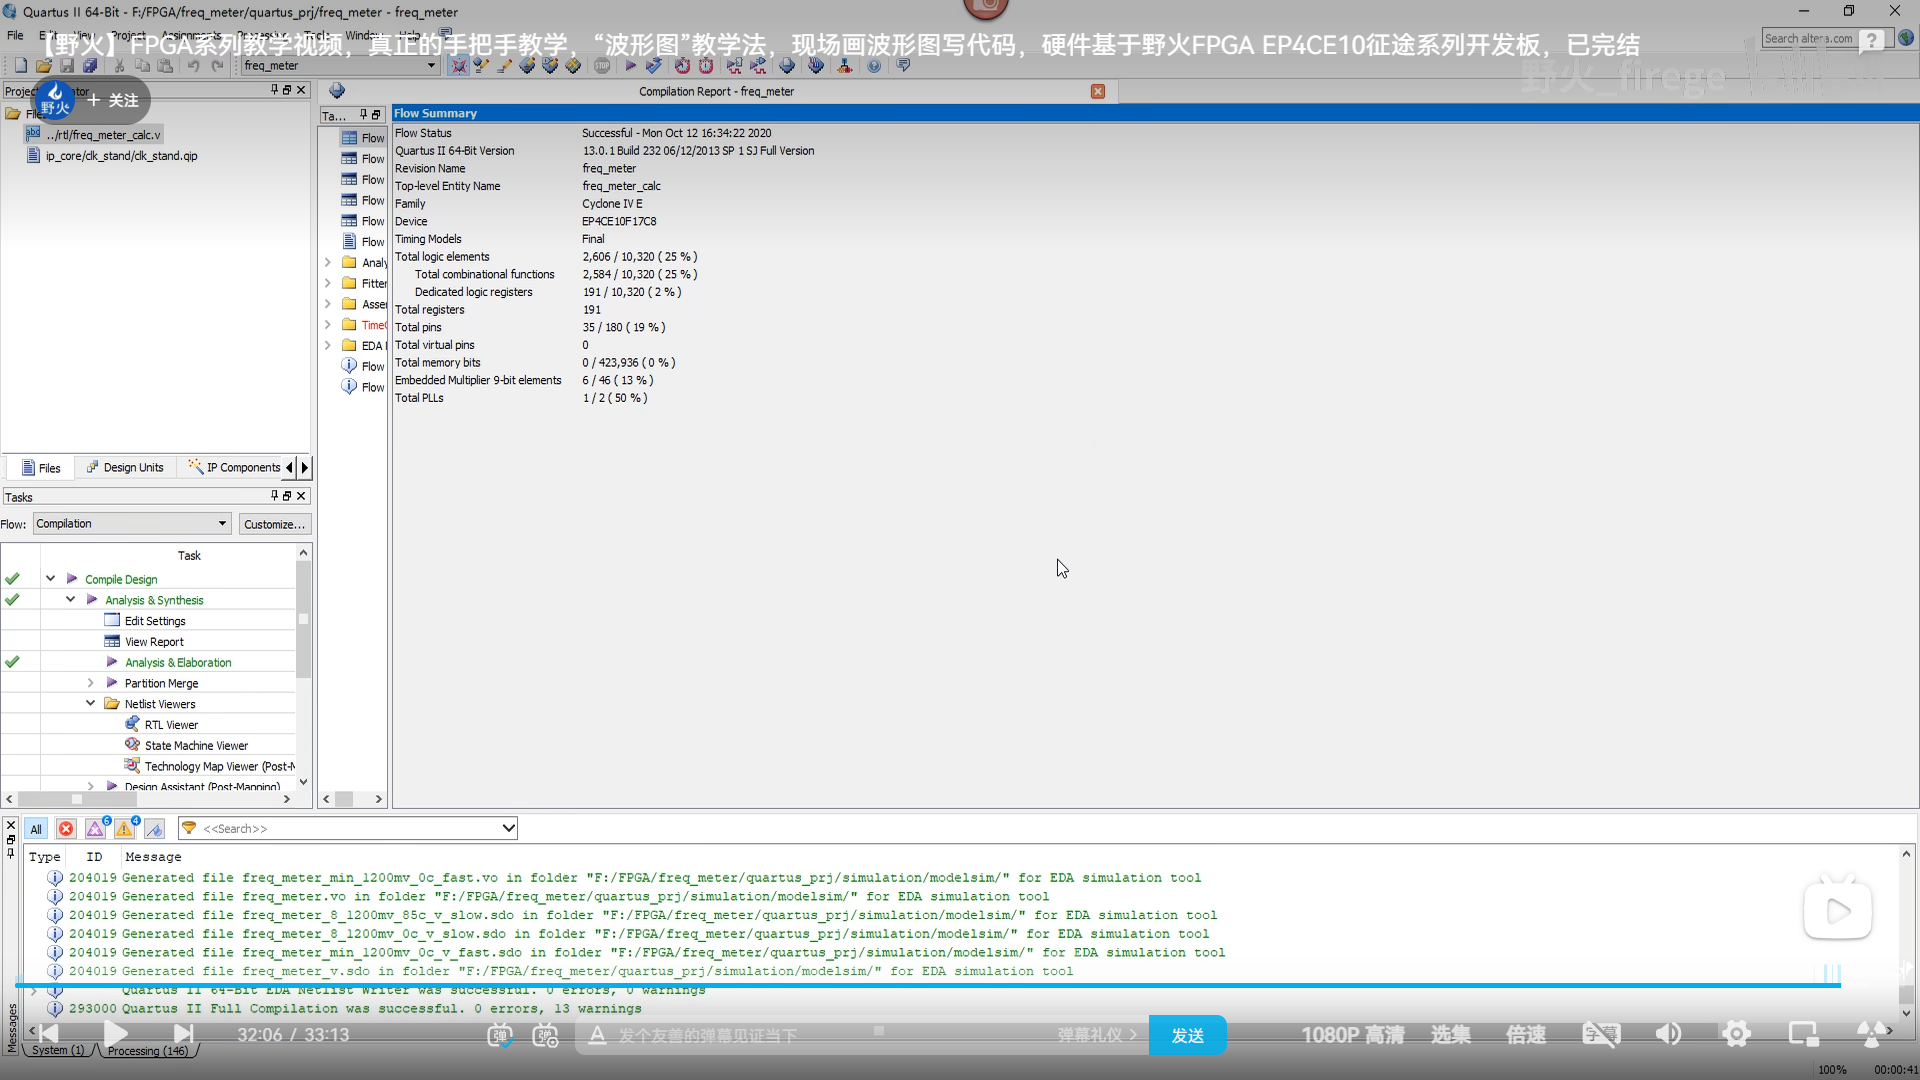 Quartus II 64-Bit - F:/FPGA/freq_meter/quartus_prj/freq_meter - freq_meter
File
Window
Search altera.com
【野火】FPGA系列教学视频，真正的手把手教学，“波形图”教学法，现场画波形图写代码，硬件基于野火FPGA EP4CE10征途系列开发板，已完结
freq_meter
野火_firege
野火
+ 关注
../rtl/freq_meter_calc.v
ip_core/clk_stand/clk_stand.qip
Files
Design Units
IP Components
Tasks
Flow:
Compilation
Customize...
Task
Compile Design
Analysis & Synthesis
Edit Settings
View Report
Analysis & Elaboration
Partition Merge
Netlist Viewers
RTL Viewer
State Machine Viewer
Technology Map Viewer (Post-M
Design Assistant (Post-Mapping)
Compilation Report - freq_meter
Ta...
Flow
Flow
Flow
Flow
Flow
Flow
Analy
Fitter
Asse
TimeQ
EDA
Flow
Flow
Flow Summary
Flow Status Successful - Mon Oct 12 16:34:22 2020
Quartus II 64-Bit Version 13.0.1 Build 232 06/12/2013 SP 1 SJ Full Version
Revision Name freq_meter
Top-level Entity Name freq_meter_calc
Family Cyclone IV E
Device EP4CE10F17C8
Timing Models Final
Total logic elements 2,606 / 10,320 ( 25 % )
Total combinational functions 2,584 / 10,320 ( 25 % )
Dedicated logic registers 191 / 10,320 ( 2 % )
Total registers 191
Total pins 35 / 180 ( 19 % )
Total virtual pins 0
Total memory bits 0 / 423,936 ( 0 % )
Embedded Multiplier 9-bit elements 6 / 46 ( 13 % )
Total PLLs 1 / 2 ( 50 % )
All
6
4
<<Search>>
Type ID Message
204019 Generated file freq_meter_min_1200mv_0c_fast.vo in folder "F:/FPGA/freq_meter/quartus_prj/simulation/modelsim/" for EDA simulation tool
204019 Generated file freq_meter.vo in folder "F:/FPGA/freq_meter/quartus_prj/simulation/modelsim/" for EDA simulation tool
204019 Generated file freq_meter_8_1200mv_85c_v_slow.sdo in folder "F:/FPGA/freq_meter/quartus_prj/simulation/modelsim/" for EDA simulation tool
204019 Generated file freq_meter_8_1200mv_0c_v_slow.sdo in folder "F:/FPGA/freq_meter/quartus_prj/simulation/modelsim/" for EDA simulation tool
204019 Generated file freq_meter_min_1200mv_0c_v_fast.sdo in folder "F:/FPGA/freq_meter/quartus_prj/simulation/modelsim/" for EDA simulation tool
204019 Generated file freq_meter_v.sdo in folder "F:/FPGA/freq_meter/quartus_prj/simulation/modelsim/" for EDA simulation tool
Quartus II 64-Bit EDA Netlist Writer was successful. 0 errors, 0 warnings
293000 Quartus II Full Compilation was successful. 0 errors, 13 warnings
Messages
32:06 / 33:13
弹
弹
A 发个友善的弹幕见证当下
弹幕礼仪 >
发送
1080P 高清
选集
倍速
字幕
System (1)
Processing (146)
100%
00:00:41